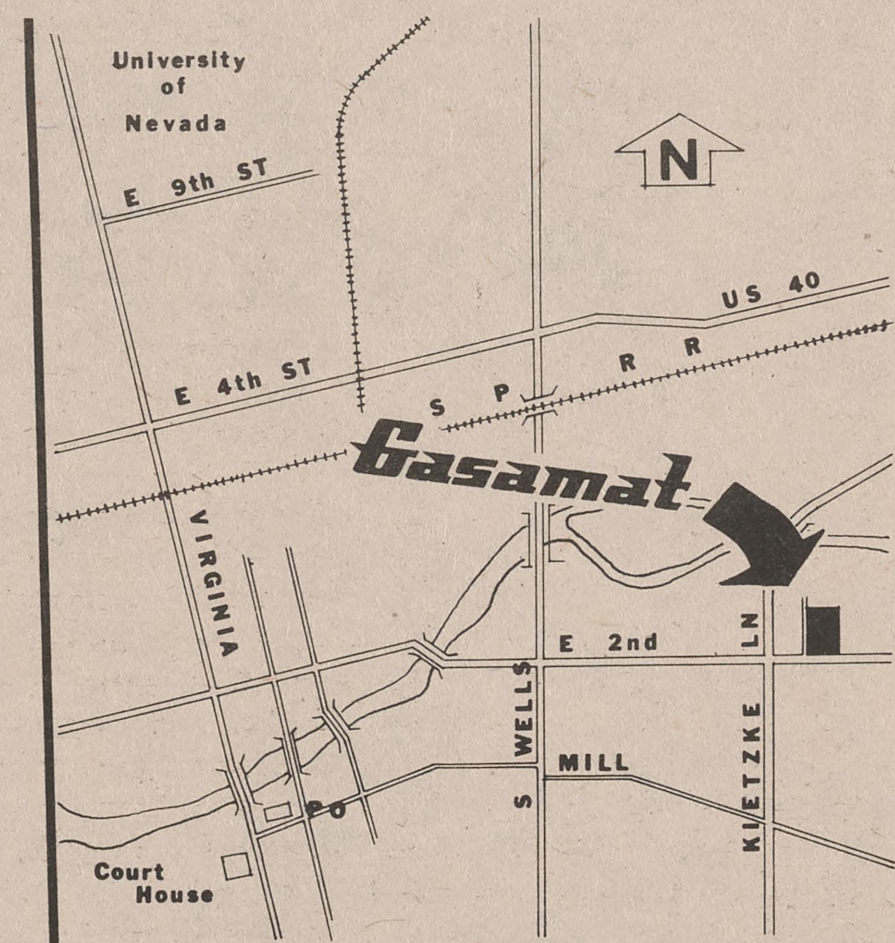 University
of
Nevada
E 9th ST
N
US 40
E 4th ST
S P R R
Gasamat
VIRGINIA
E 2nd
LN
KIETZKE
S WELLS
MILL
PO
Court
House